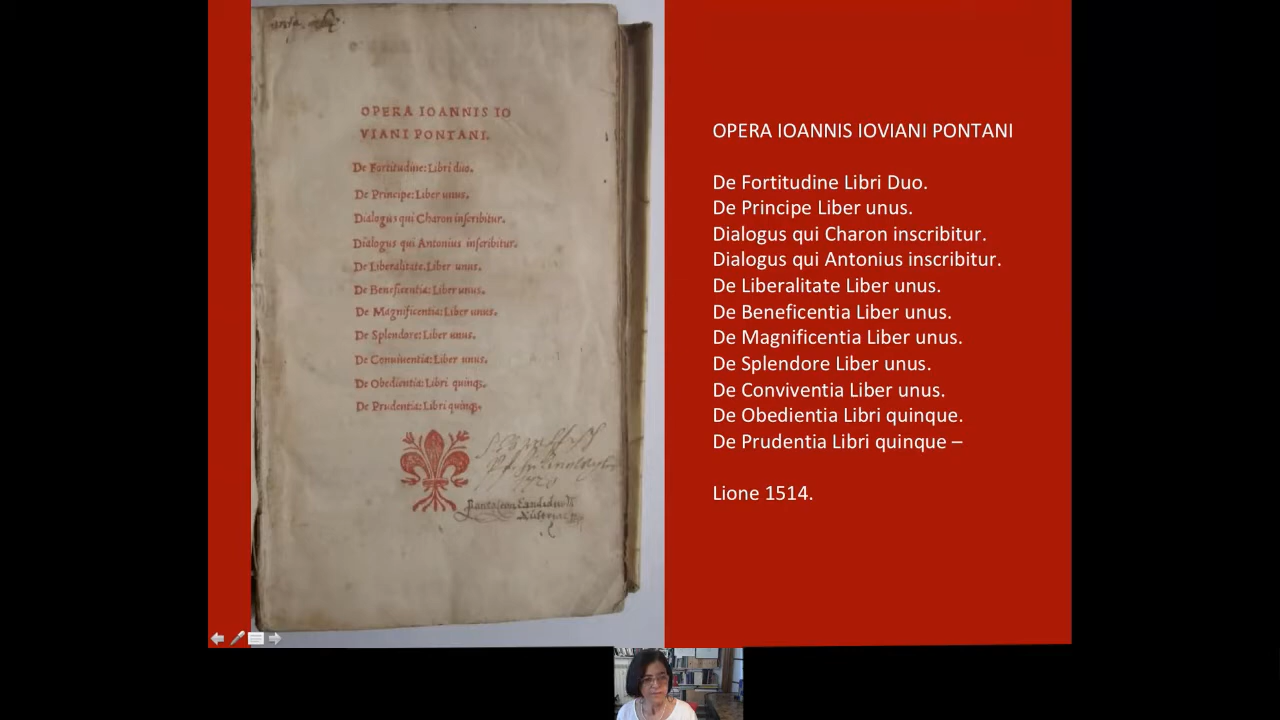 OPERA IOANNIS IO
VIANI PONTANI.
De Fortitudine: Libri duo.
De Principe: Liber unus.
Dialogus qui Charon inscribitur.
Dialogus qui Antonius inscribitur.
De Liberalitate. Liber unus.
De Beneficentia: Liber unus.
De Magnificentia: Liber unus.
De Splendore: Liber unus.
De Conuiuentia: Liber unus.
De Obedientia: Libri quinq;.
De Prudentia: Libri quinq;.
OPERA IOANNIS IOVIANI PONTANI
De Fortitudine Libri Duo.
De Principe Liber unus.
Dialogus qui Charon inscribitur.
Dialogus qui Antonius inscribitur.
De Liberalitate Liber unus.
De Beneficentia Liber unus.
De Magnificentia Liber unus.
De Splendore Liber unus.
De Conviventia Liber unus.
De Obedientia Libri quinque.
De Prudentia Libri quinque –
Lione 1514.